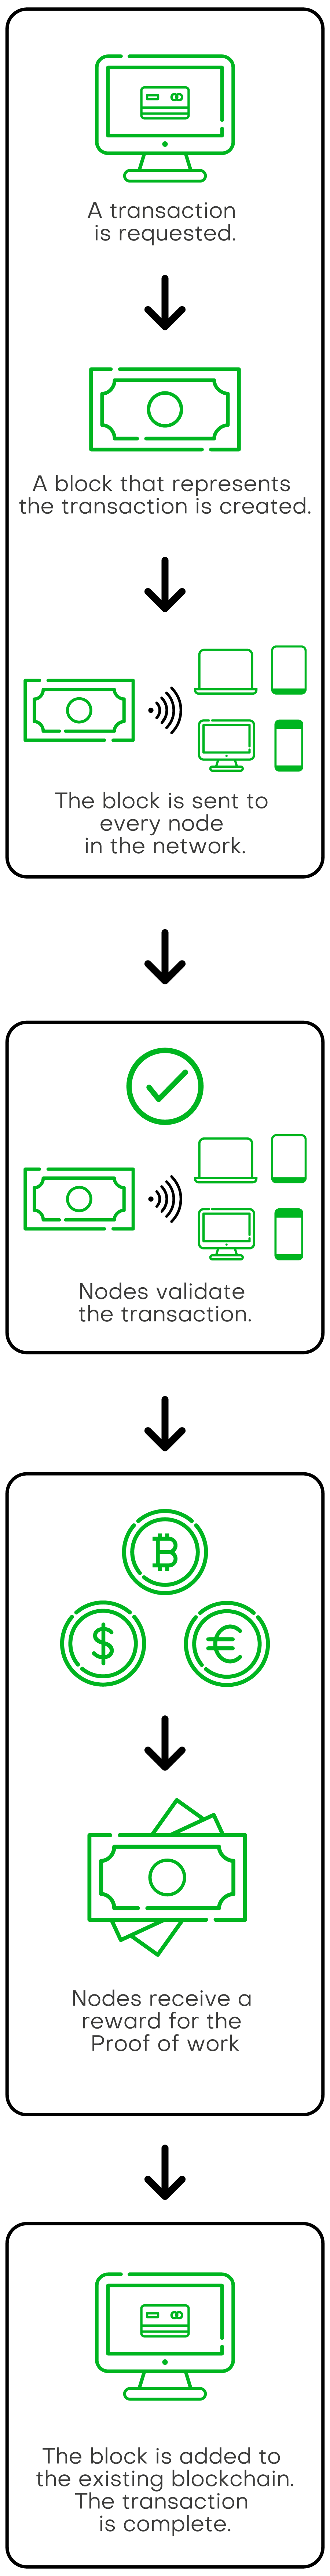 A transaction
is requested.
A block that represents
the transaction is created.
The block is sent to
every node
in the network.
Nodes validate
the transaction.
B
$ €
Nodes receive a
reward for the
Proof of work
The block is added to
the existing blockchain.
The transaction
is complete.